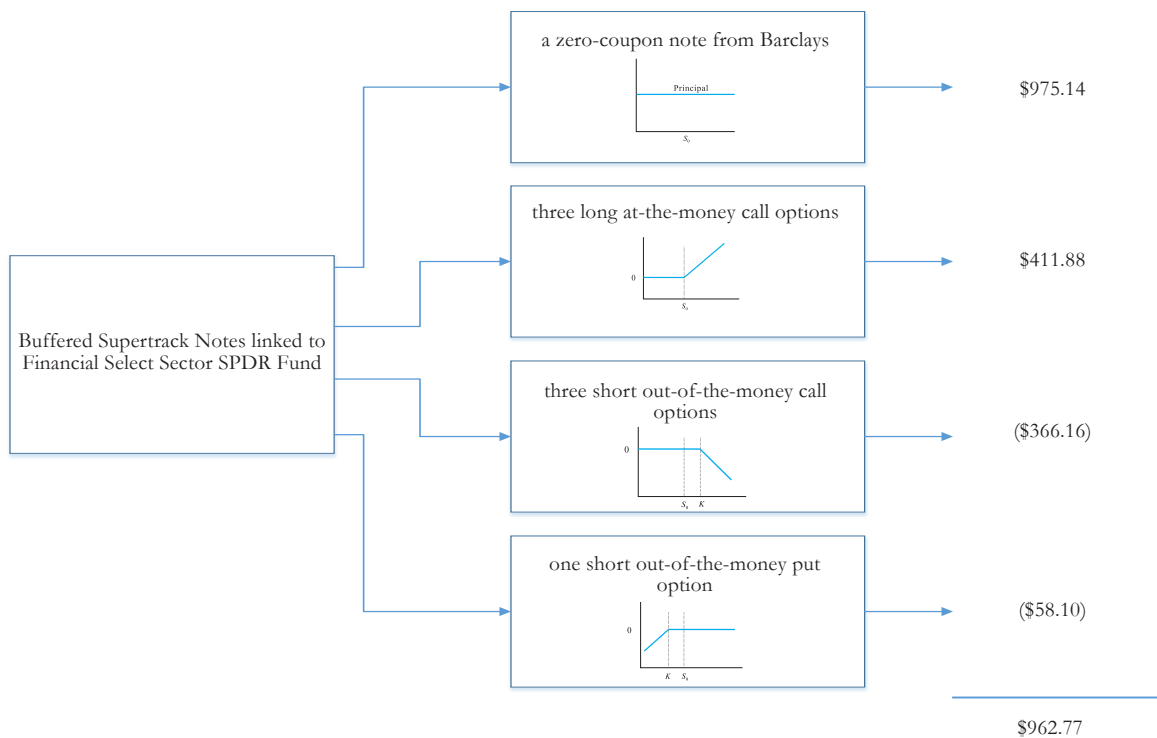 a zero-coupon note from Barclays
Principal
S₀
$975.14
three long at-the-money call options
0
S₀
$411.88
Buffered Supertrack Notes linked to
Financial Select Sector SPDR Fund
three short out-of-the-money call
options
0
S₀ K
($366.16)
one short out-of-the-money put
option
0
K S₀
($58.10)
$962.77